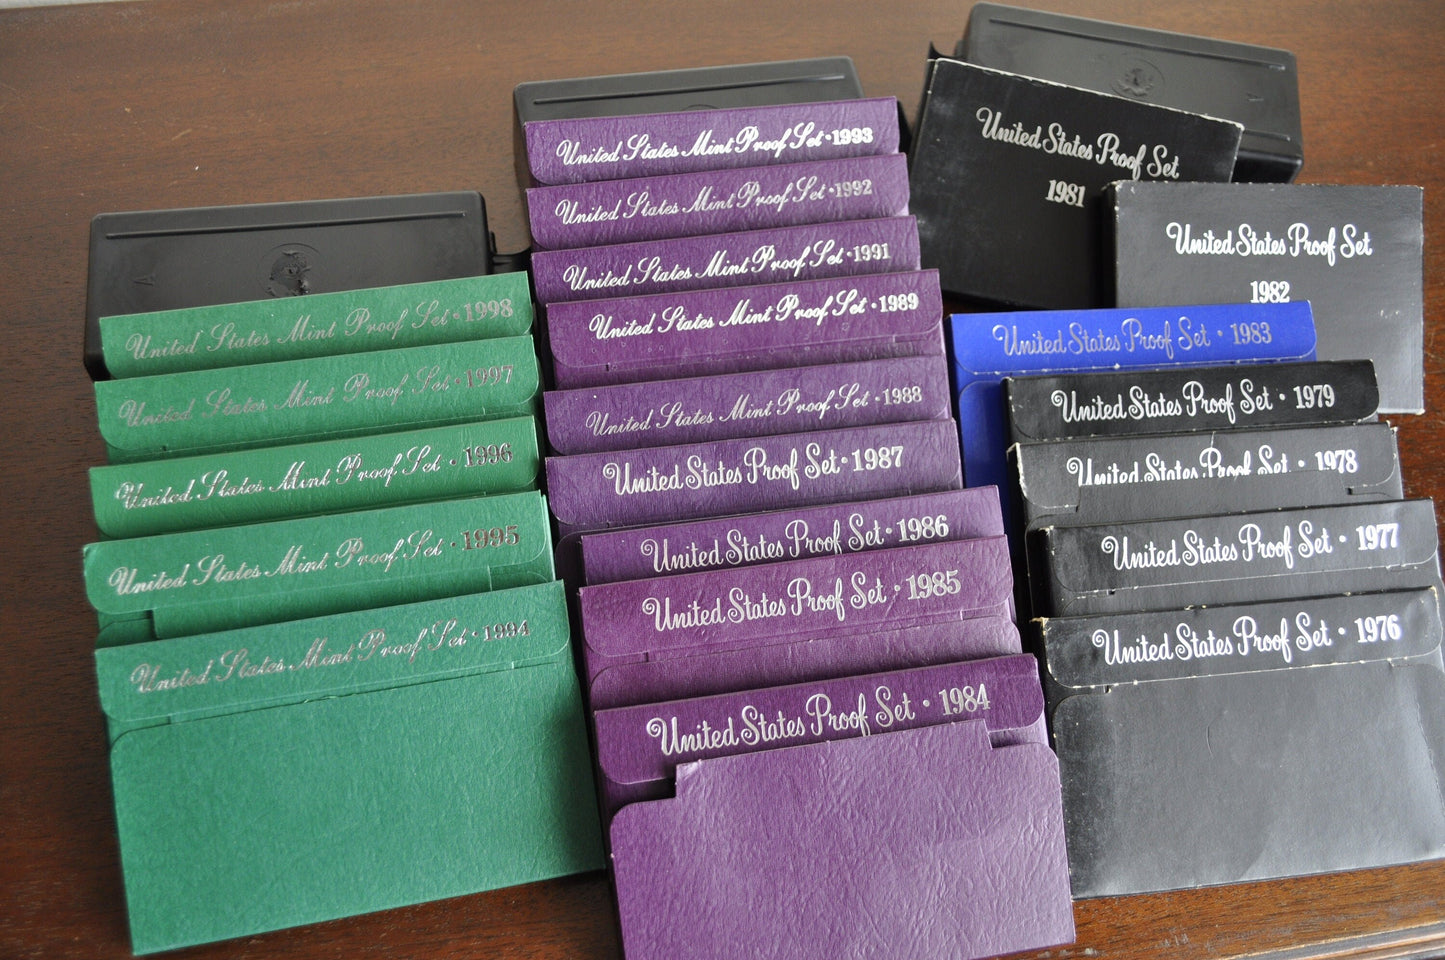 United States Mint Proof Set • 1998
United States Mint Proof Set • 1997
United States Mint Proof Set • 1996
United States Mint Proof Set • 1995
United States Mint Proof Set • 1994
United States Mint Proof Set • 1993
United States Mint Proof Set • 1992
United States Mint Proof Set • 1991
United States Mint Proof Set • 1989
United States Mint Proof Set • 1988
United States Proof Set • 1987
United States Proof Set • 1986
United States Proof Set • 1985
United States Proof Set • 1984
United States Proof Set
1981
United States Proof Set
1982
United States Proof Set • 1983
United States Proof Set • 1979
United States Proof Set • 1978
United States Proof Set • 1977
United States Proof Set • 1976